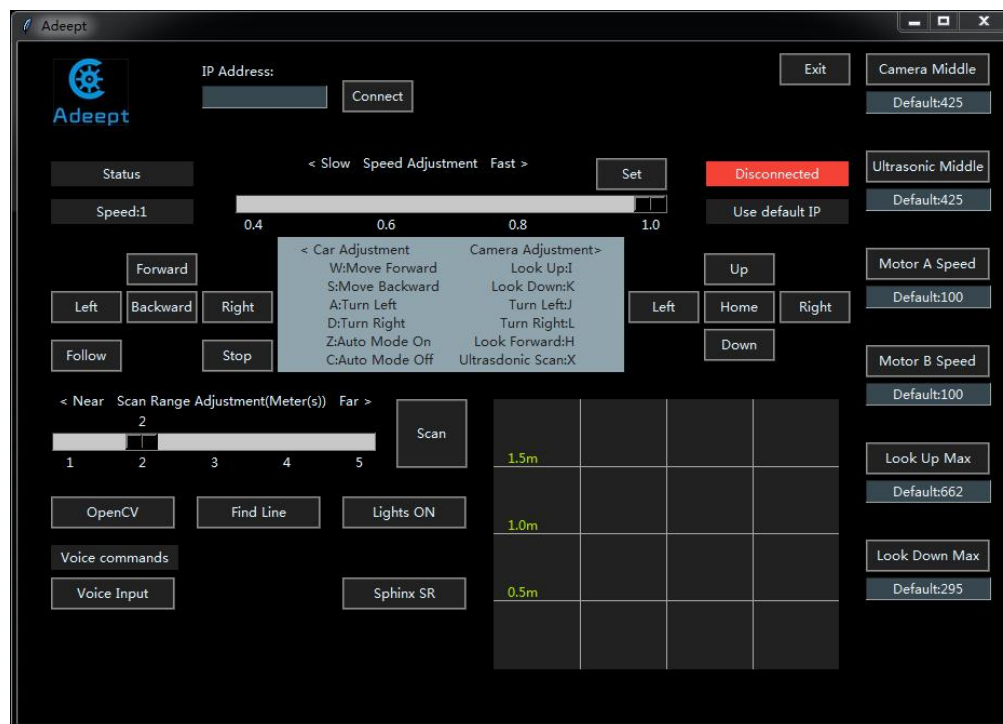 Adeept
IP Address:
Exit
Camera Middle
Adeept
Connect
Default:425
Status
< Slow Speed Adjustment Fast >
Set
Disconnected
Ultrasonic Middle
Default:425
Speed:1
Use default IP
0.4 0.6 0.8 1.0
< Car Adjustment Camera Adjustment>
W:Move Forward Look Up:I
S:Move Backward Look Down:K
A:Turn Left Turn Left:J
D:Turn Right Turn Right:L
Z:Auto Mode On Look Forward:H
C:Auto Mode Off Ultrasdonic Scan:X
Forward
Left Backward Right
Follow Stop
Up
Left Home Right
Down
Motor A Speed
Default:100
Motor B Speed
Default:100
< Near Scan Range Adjustment(Meter(s)) Far >
2
1 2 3 4 5
Scan
1.5m
1.0m
0.5m
Look Up Max
Default:662
OpenCV Find Line Lights ON
Voice commands
Voice Input Sphinx SR
Look Down Max
Default:295